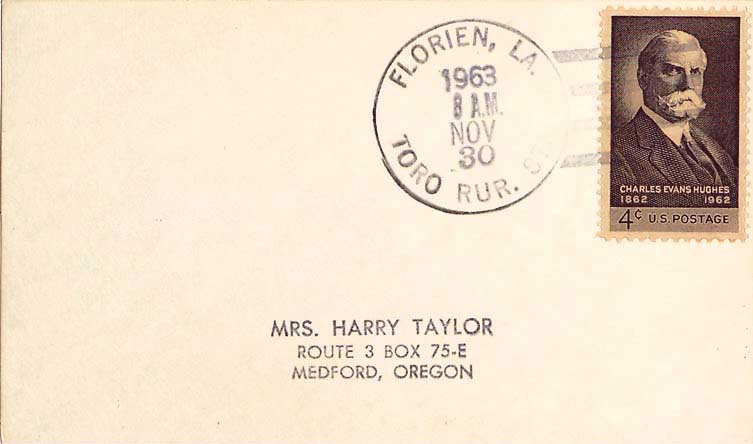 FLORIEN, LA.
1963
8 A.M.
NOV
30
TORO RUR. STA.
CHARLES EVANS HUGHES
1862 1962
4¢ U.S. POSTAGE
MRS. HARRY TAYLOR
ROUTE 3 BOX 75-E
MEDFORD, OREGON